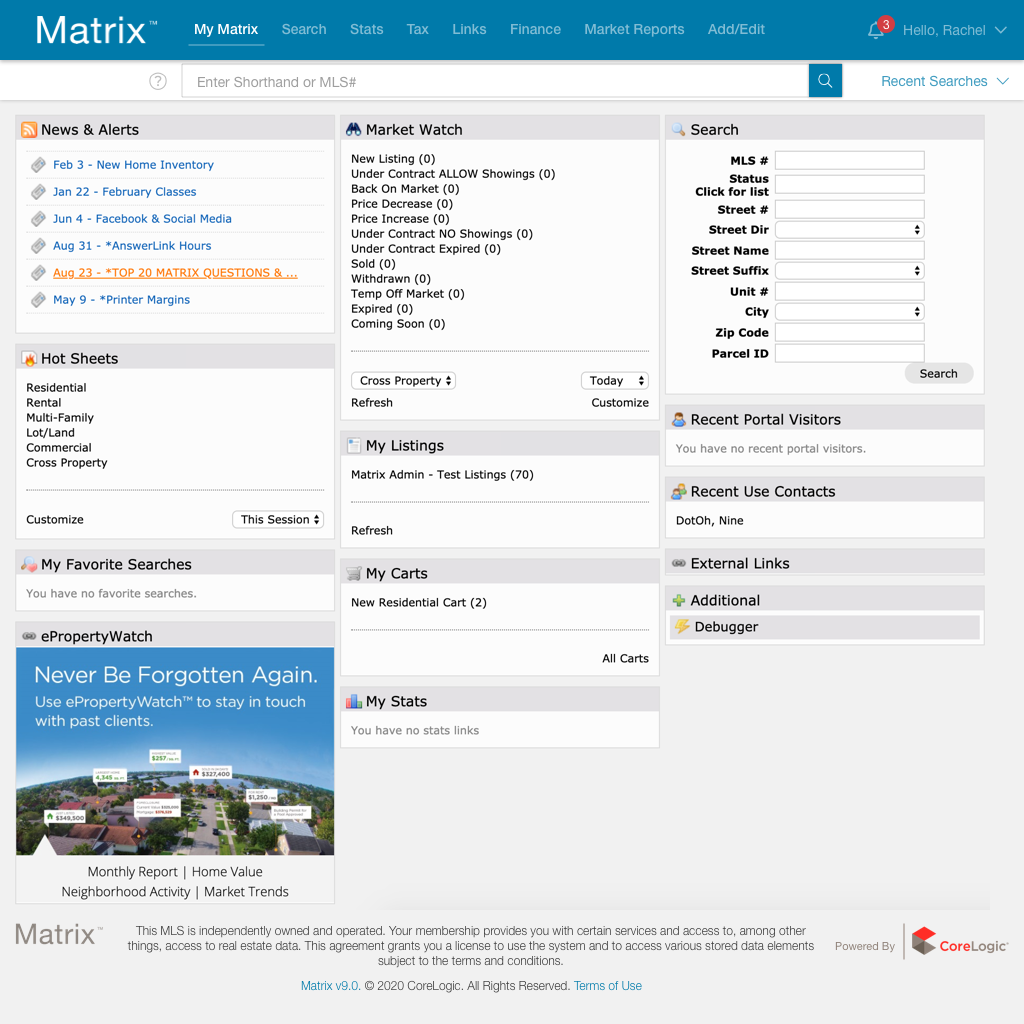 Matrix™
My Matrix
Search
Stats
Tax
Links
Finance
Market Reports
Add/Edit
3
Hello, Rachel
?
Enter Shorthand or MLS#
Recent Searches
News & Alerts
Feb 3 - New Home Inventory
Jan 22 - February Classes
Jun 4 - Facebook & Social Media
Aug 31 - *AnswerLink Hours
Aug 23 - *TOP 20 MATRIX QUESTIONS & ...
May 9 - *Printer Margins
Hot Sheets
Residential
Rental
Multi-Family
Lot/Land
Commercial
Cross Property
Customize
This Session
My Favorite Searches
You have no favorite searches.
ePropertyWatch
Never Be Forgotten Again.
Use ePropertyWatch™ to stay in touch
with past clients.
$257
4,345
$327,400
$1,250
$349,500
Monthly Report | Home Value
Neighborhood Activity | Market Trends
Market Watch
New Listing (0)
Under Contract ALLOW Showings (0)
Back On Market (0)
Price Decrease (0)
Price Increase (0)
Under Contract NO Showings (0)
Under Contract Expired (0)
Sold (0)
Withdrawn (0)
Temp Off Market (0)
Expired (0)
Coming Soon (0)
Cross Property
Today
Refresh
Customize
My Listings
Matrix Admin - Test Listings (70)
Refresh
My Carts
New Residential Cart (2)
All Carts
My Stats
You have no stats links
Search
MLS #
Status
Click for list
Street #
Street Dir
Street Name
Street Suffix
Unit #
City
Zip Code
Parcel ID
Search
Recent Portal Visitors
You have no recent portal visitors.
Recent Use Contacts
DotOh, Nine
External Links
Additional
Debugger
Matrix™
This MLS is independently owned and operated. Your membership provides you with certain services and access to, among other
things, access to real estate data. This agreement grants you a license to use the system and to access various stored data elements
subject to the terms and conditions.
Matrix v9.0. © 2020 CoreLogic. All Rights Reserved. Terms of Use
Powered By
CoreLogic